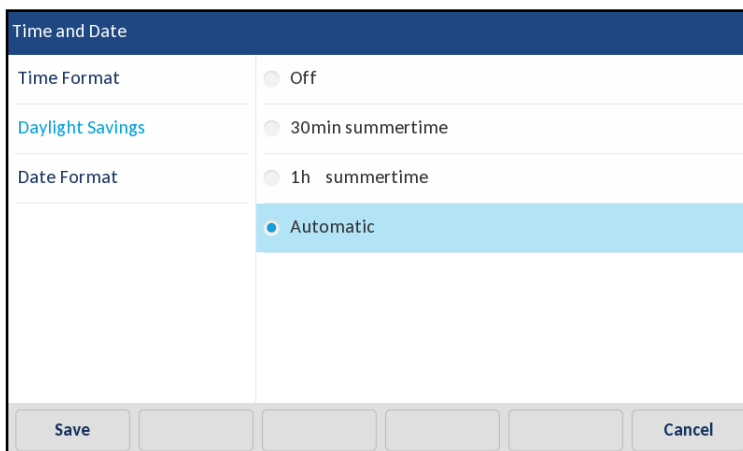 Time and Date
Time Format
Daylight Savings
Date Format
Off
30min summertime
1h summertime
Automatic
Save
Cancel